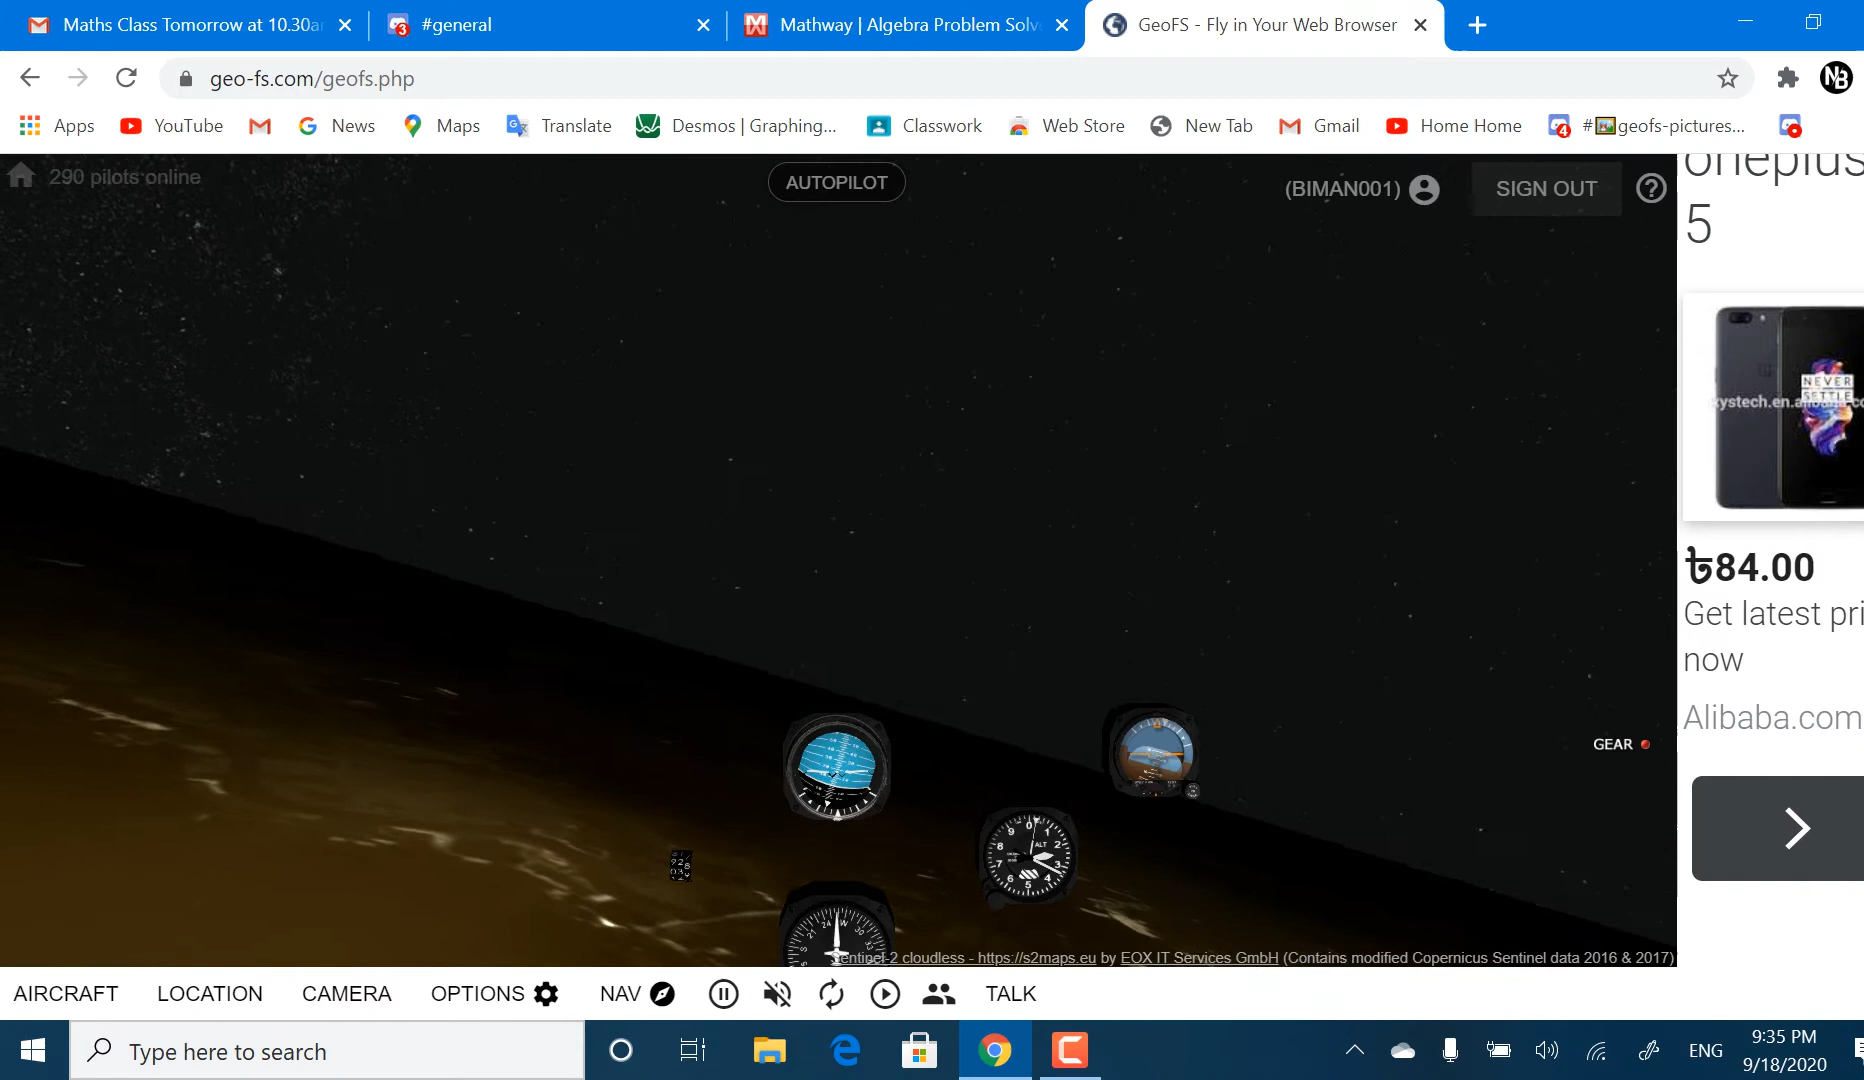 Maths Class Tomorrow at 10.30a
#general
Mathway | Algebra Problem Solv
GeoFS - Fly in Your Web Browser
geo-fs.com/geofs.php
Apps
YouTube
News
Maps
Translate
Desmos | Graphing...
Classwork
Web Store
New Tab
Gmail
Home Home
#🖼️geofs-pictures...
290 pilots online
AUTOPILOT
(BIMAN001)
SIGN OUT
oneplus
5
NEVER
SETTLE
৳84.00
Get latest pri
now
Alibaba.com
GEAR
ALT
Sentinel-2 cloudless - https://s2maps.eu by EOX IT Services GmbH (Contains modified Copernicus Sentinel data 2016 & 2017)
AIRCRAFT
LOCATION
CAMERA
OPTIONS
NAV
TALK
Type here to search
ENG
9:35 PM
9/18/2020